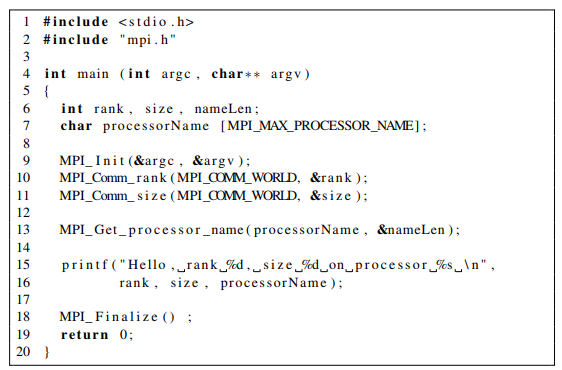 1 #include <stdio.h>
2 #include "mpi.h"
3
4 int main (int argc, char** argv)
5 {
6   int rank, size, nameLen;
7   char processorName [MPI_MAX_PROCESSOR_NAME];
8
9   MPI_Init(&argc, &argv);
10   MPI_Comm_rank(MPI_COMM_WORLD, &rank);
11   MPI_Comm_size(MPI_COMM_WORLD, &size);
12
13   MPI_Get_processor_name(processorName, &nameLen);
14
15   printf("Hello,␣rank␣%d,␣size␣%d␣on␣processor␣%s␣\n",
16          rank, size, processorName);
17
18   MPI_Finalize() ;
19   return 0;
20 }